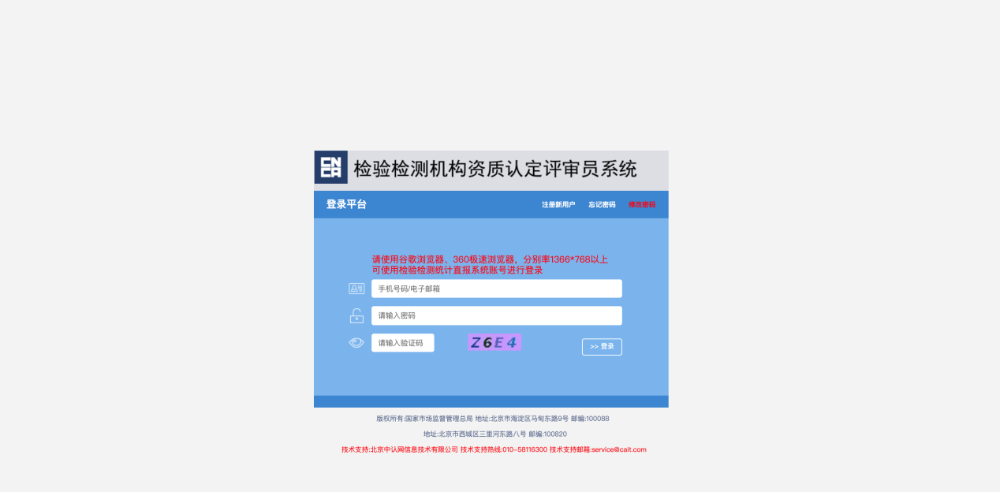 CNCA 检验检测机构资质认定评审员系统
登录平台 注册新用户 忘记密码 修改密码
请使用谷歌浏览器、360极速浏览器，分别率1366*768以上
可使用检验检测统计直报系统账号进行登录
手机号码/电子邮箱
请输入密码
请输入验证码 Z6E4 >> 登录
版权所有:国家市场监督管理总局 地址:北京市海淀区马甸东路9号 邮编:100088
地址:北京市西城区三里河东路八号 邮编:100820
技术支持:北京中认网信息技术有限公司 技术支持热线:010-58116300 技术支持邮箱:service@cait.com